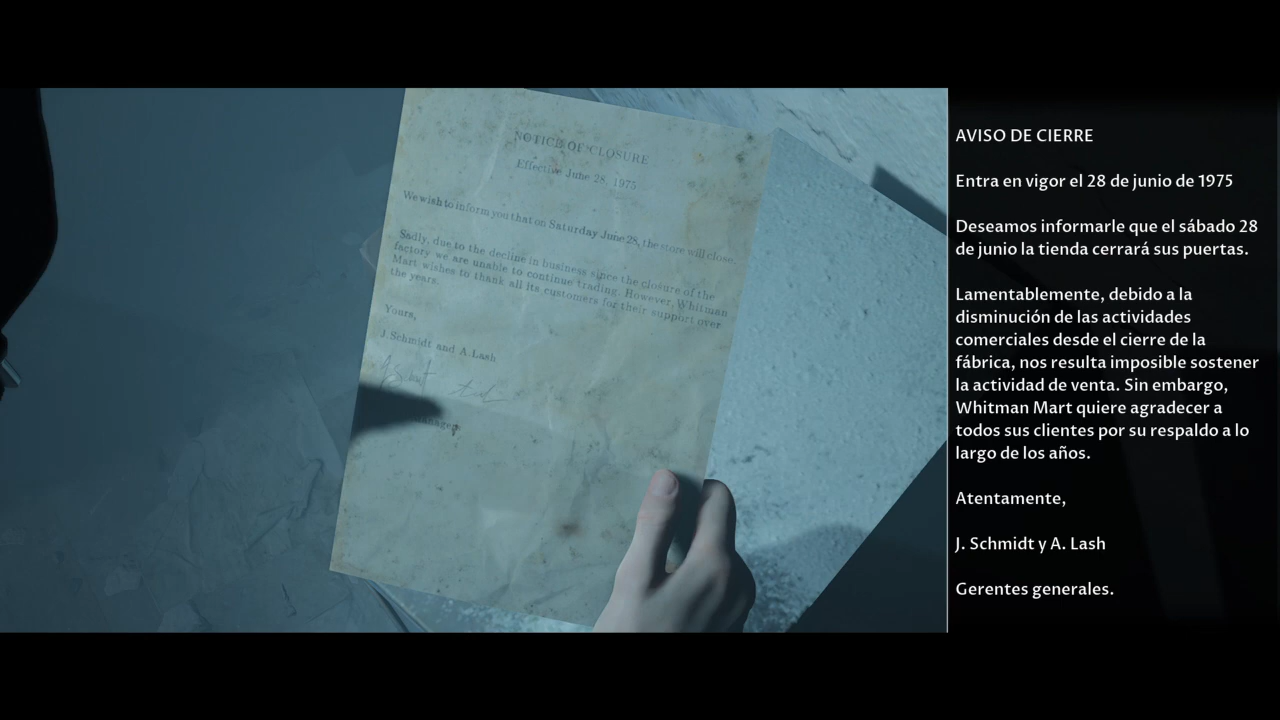 NOTICE OF CLOSURE
Effective June 28, 1975
We wish to inform you that on Saturday June 28, the store will close.
Sadly, due to the decline in business since the closure of the
factory we are unable to continue trading. However, Whitman
Mart wishes to thank all its customers for their support over
the years.
Yours,
J Schmidt and A Lash
AVISO DE CIERRE
Entra en vigor el 28 de junio de 1975
Deseamos informarle que el sábado 28
de junio la tienda cerrará sus puertas.
Lamentablemente, debido a la
disminución de las actividades
comerciales desde el cierre de la
fábrica, nos resulta imposible sostener
la actividad de venta. Sin embargo,
Whitman Mart quiere agradecer a
todos sus clientes por su respaldo a lo
largo de los años.
Atentamente,
J. Schmidt y A. Lash
Gerentes generales.